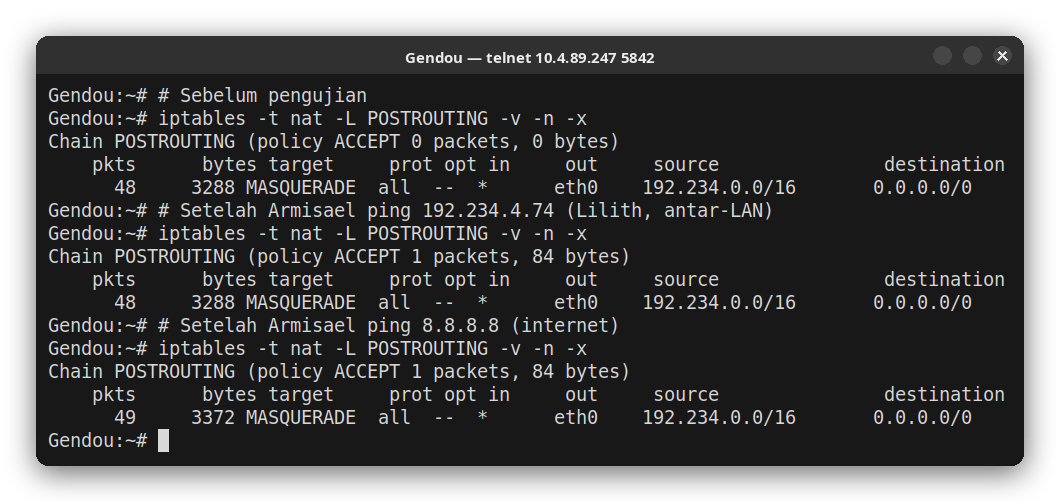 Gendou — telnet 10.4.89.247 5842
Gendou:~# # Sebelum pengujian
Gendou:~# iptables -t nat -L POSTROUTING -v -n -x
Chain POSTROUTING (policy ACCEPT 0 packets, 0 bytes)
    pkts      bytes target     prot opt in     out     source               destination
      48     3288 MASQUERADE  all  --  *      eth0    192.234.0.0/16       0.0.0.0/0
Gendou:~# # Setelah Armisael ping 192.234.4.74 (Lilith, antar-LAN)
Gendou:~# iptables -t nat -L POSTROUTING -v -n -x
Chain POSTROUTING (policy ACCEPT 1 packets, 84 bytes)
    pkts      bytes target     prot opt in     out     source               destination
      48     3288 MASQUERADE  all  --  *      eth0    192.234.0.0/16       0.0.0.0/0
Gendou:~# # Setelah Armisael ping 8.8.8.8 (internet)
Gendou:~# iptables -t nat -L POSTROUTING -v -n -x
Chain POSTROUTING (policy ACCEPT 1 packets, 84 bytes)
    pkts      bytes target     prot opt in     out     source               destination
      49     3372 MASQUERADE  all  --  *      eth0    192.234.0.0/16       0.0.0.0/0
Gendou:~#